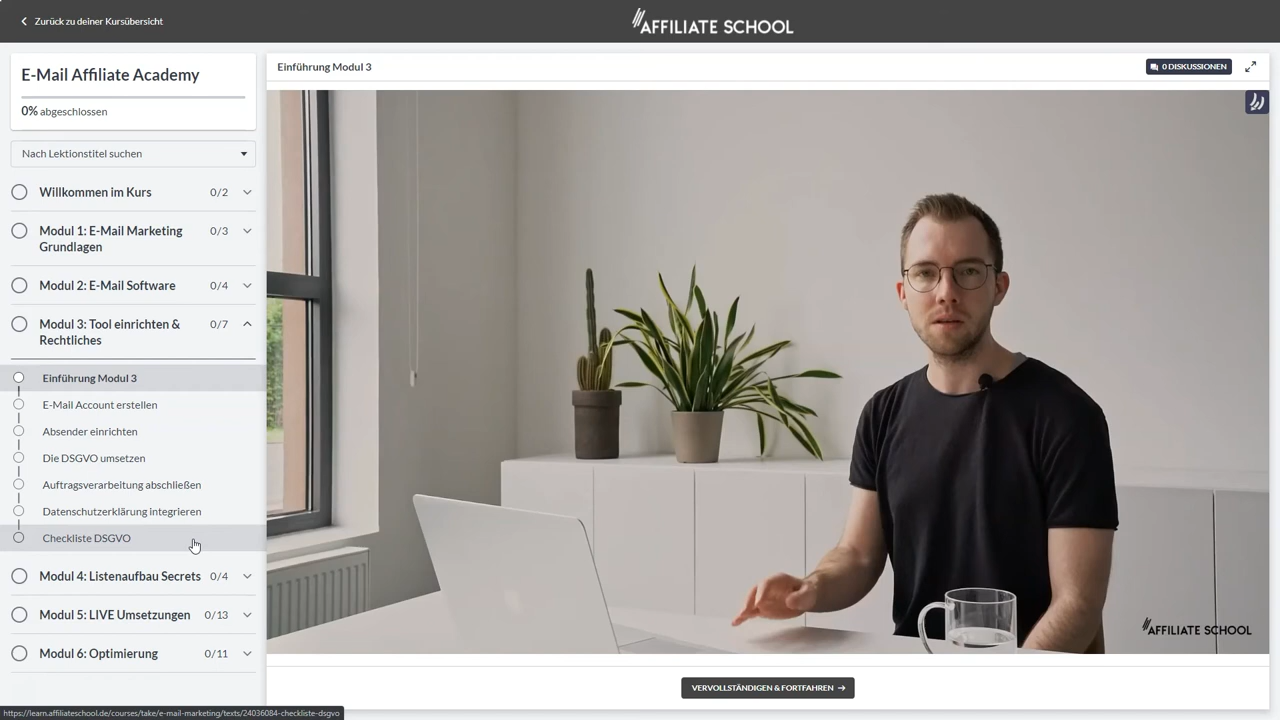 Zurück zu deiner Kursübersicht
AFFILIATE SCHOOL
E-Mail Affiliate Academy
0% abgeschlossen
Nach Lektionstitel suchen
Willkommen im Kurs 0/2
Modul 1: E-Mail Marketing 0/3
Grundlagen
Modul 2: E-Mail Software 0/4
Modul 3: Tool einrichten & 0/7
Rechtliches
Einführung Modul 3
E-Mail Account erstellen
Absender einrichten
Die DSGVO umsetzen
Auftragsverarbeitung abschließen
Datenschutzerklärung integrieren
Checkliste DSGVO
Modul 4: Listenaufbau Secrets 0/4
Modul 5: LIVE Umsetzungen 0/13
Modul 6: Optimierung 0/11
https://learn.affiliateschool.de/courses/take/e-mail-marketing/texts/24036084-checkliste-dsgvo
Einführung Modul 3
0 DISKUSSIONEN
AFFILIATE SCHOOL
VERVOLLSTÄNDIGEN & FORTFAHREN →